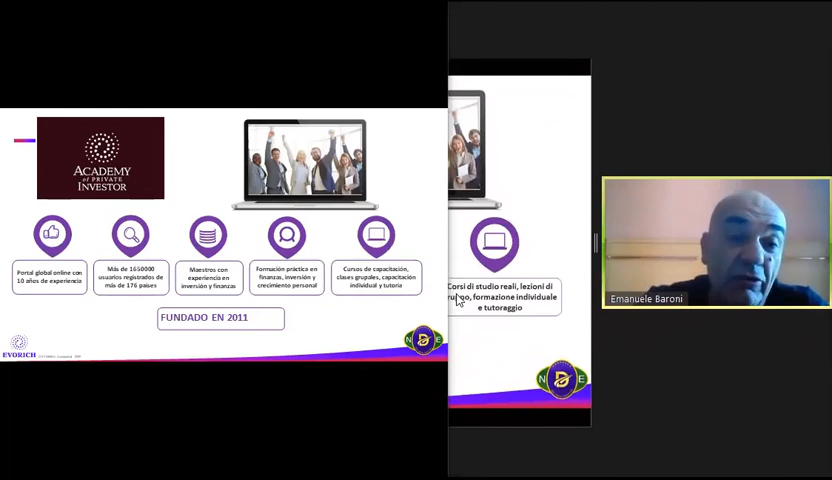 ACADEMY
of PRIVATE
INVESTOR
Portal global online con
10 años de experiencia
Más de 1650000
usuarios registrados de
más de 176 países
Maestros con
experiencia en
inversión y finanzas
Formación práctica en
finanzas, inversión y
crecimiento personal
Cursos de capacitación,
clases grupales, capacitación
individual y tutoría
FUNDADO EN 2011
EVORICH
N D E
Corsi di studio reali, lezioni di
formazione individuale
e tutoraggio
N D E
Emanuele Baroni